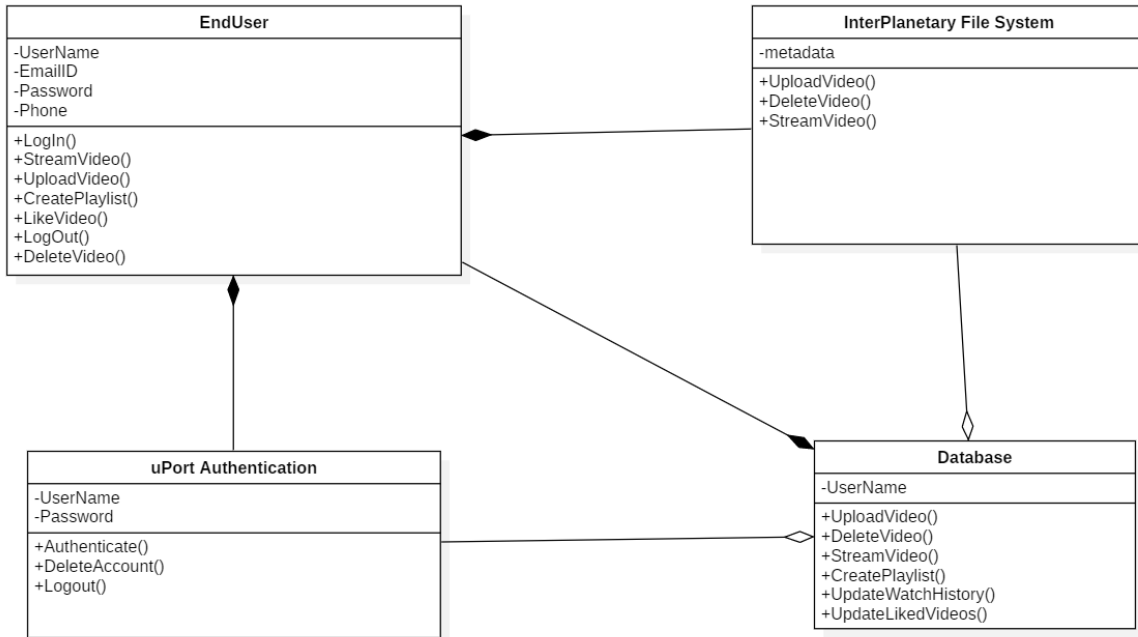 EndUser
-UserName
-EmailID
-Password
-Phone
+LogIn()
+StreamVideo()
+UploadVideo()
+CreatePlaylist()
+LikeVideo()
+LogOut()
+DeleteVideo()
InterPlanetary File System
-metadata
+UploadVideo()
+DeleteVideo()
+StreamVideo()
uPort Authentication
-UserName
-Password
+Authenticate()
+DeleteAccount()
+Logout()
Database
-UserName
+UploadVideo()
+DeleteVideo()
+StreamVideo()
+CreatePlaylist()
+UpdateWatchHistory()
+UpdateLikedVideos()